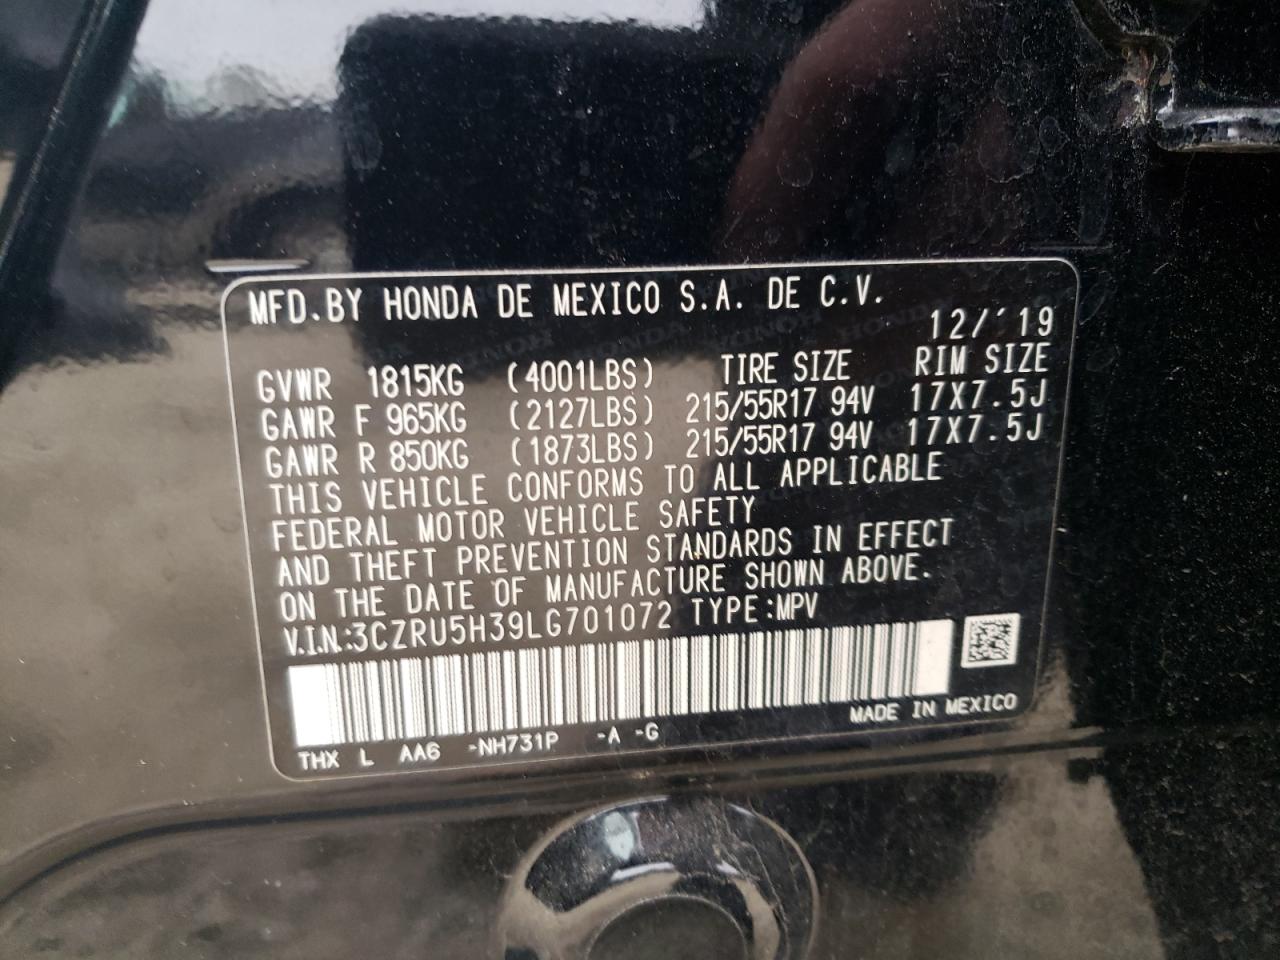 MFD.BY HONDA DE MEXICO S.A. DE C.V.
12/´19
GVWR 1815KG (4001LBS) TIRE SIZE RIM SIZE
GAWR F 965KG (2127LBS) 215/55R17 94V 17X7.5J
GAWR R 850KG (1873LBS) 215/55R17 94V 17X7.5J
THIS VEHICLE CONFORMS TO ALL APPLICABLE
FEDERAL MOTOR VEHICLE SAFETY
AND THEFT PREVENTION STANDARDS IN EFFECT
ON THE DATE OF MANUFACTURE SHOWN ABOVE.
V.I.N.:3CZRU5H39LG701072 TYPE:MPV
MADE IN MEXICO
THX L AA6 -NH731P -A -G